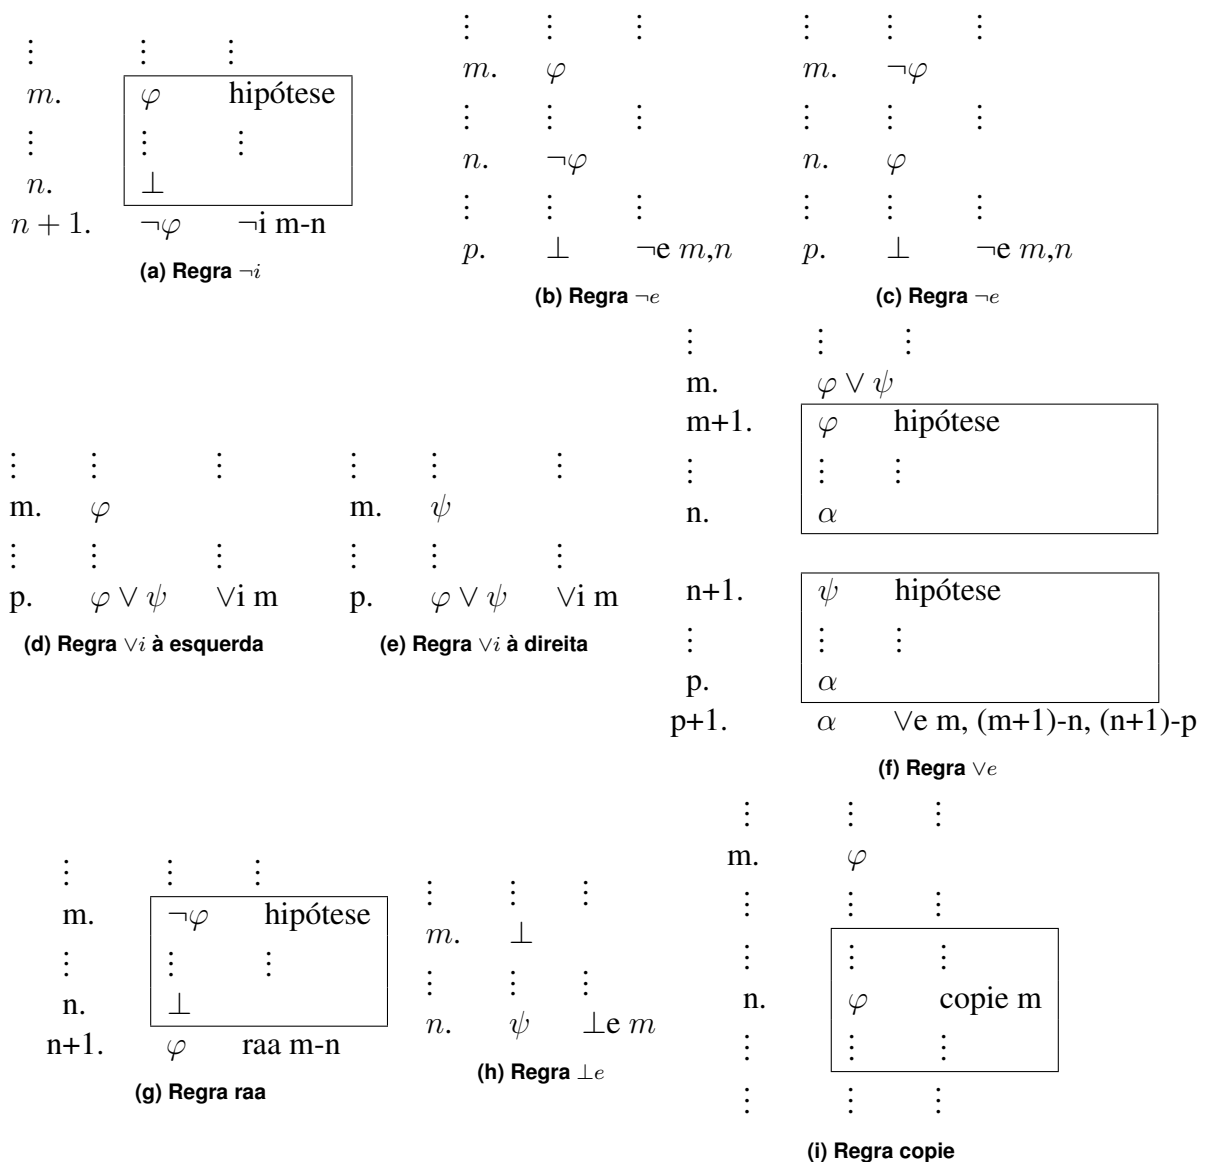 ⋮ ⋮ ⋮
m. φ hipótese
⋮ ⋮ ⋮
n. ⊥
n + 1. ¬φ ¬i m-n
(a) Regra ¬i
⋮ ⋮ ⋮
m. φ
⋮ ⋮ ⋮
n. ¬φ
⋮ ⋮ ⋮
p. ⊥ ¬e m,n
(b) Regra ¬e
⋮ ⋮ ⋮
m. ¬φ
⋮ ⋮ ⋮
n. φ
⋮ ⋮ ⋮
p. ⊥ ¬e m,n
(c) Regra ¬e
⋮ ⋮ ⋮
m. φ
⋮ ⋮ ⋮
p. φ ∨ ψ ∨i m
(d) Regra ∨i à esquerda
⋮ ⋮ ⋮
m. ψ
⋮ ⋮ ⋮
p. φ ∨ ψ ∨i m
(e) Regra ∨i à direita
⋮ ⋮ ⋮
m. φ ∨ ψ
m+1. φ hipótese
⋮ ⋮ ⋮
n. α
n+1. ψ hipótese
⋮ ⋮ ⋮
p. α
p+1. α ∨e m, (m+1)-n, (n+1)-p
(f) Regra ∨e
⋮ ⋮ ⋮
m. ¬φ hipótese
⋮ ⋮ ⋮
n. ⊥
n+1. φ raa m-n
(g) Regra raa
⋮ ⋮ ⋮
m. ⊥
⋮ ⋮ ⋮
n. ψ ⊥e m
(h) Regra ⊥e
⋮ ⋮ ⋮
m. φ
⋮ ⋮ ⋮
⋮ ⋮ ⋮
n. φ copie m
⋮ ⋮ ⋮
⋮ ⋮ ⋮
(i) Regra copie